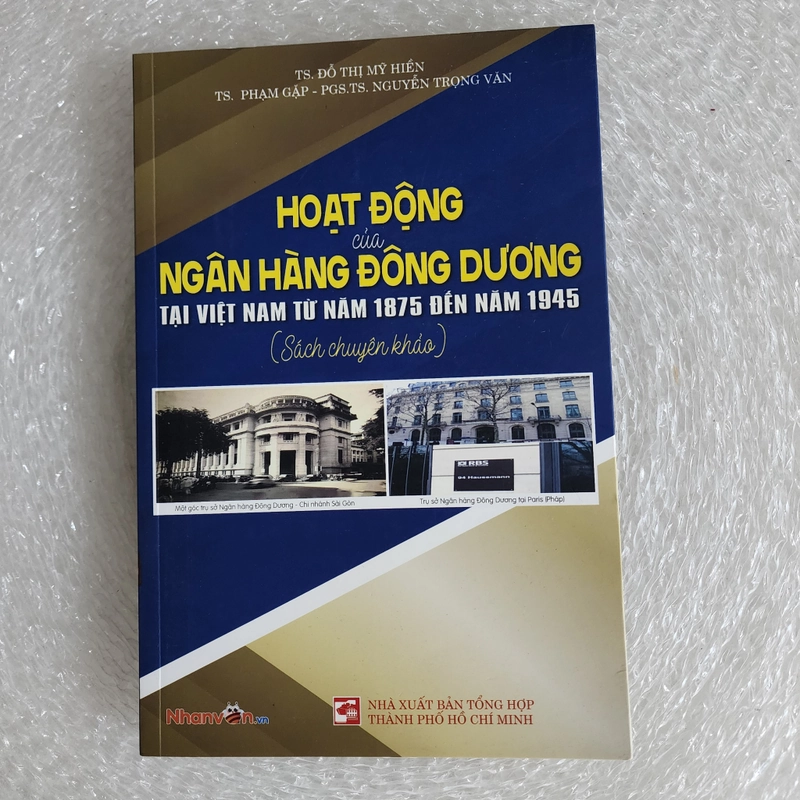 TS. ĐỖ THỊ MỸ HIỀN
TS. PHẠM GẶP - PGS.TS. NGUYỄN TRỌNG VĂN
HOẠT ĐỘNG
của
NGÂN HÀNG ĐÔNG DƯƠNG
TẠI VIỆT NAM TỪ NĂM 1875 ĐẾN NĂM 1945
(Sách chuyên khảo)
RBS
94 Haussmann
Một góc trụ sở Ngân hàng Đông Dương - Chi nhánh Sài Gòn
Trụ sở Ngân hàng Đông Dương tại Paris (Pháp)
Nhanvăn.vn
NHÀ XUẤT BẢN TỔNG HỢP
THÀNH PHỐ HỒ CHÍ MINH